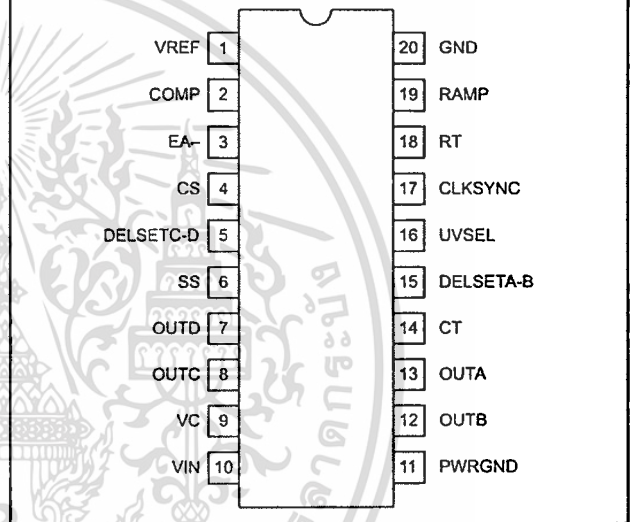 VREF 1 20 GND
COMP 2 19 RAMP
EA– 3 18 RT
CS 4 17 CLKSYNC
DELSETC-D 5 16 UVSEL
SS 6 15 DELSETA-B
OUTD 7 14 CT
OUTC 8 13 OUTA
VC 9 12 OUTB
VIN 10 11 PWRGND